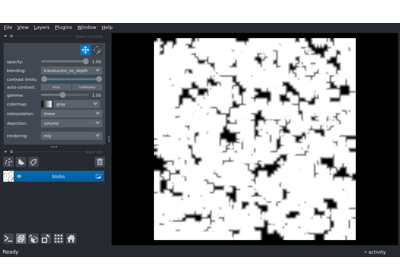 File View Layers Plugins Window Help
opacity: 1.00
blending: translucent_no_depth
contrast limits:
auto-contrast: once continuous
gamma: 1.00
colormap: gray
interpolation: linear
depiction: volume
rendering: mip
blobs
Ready
activity